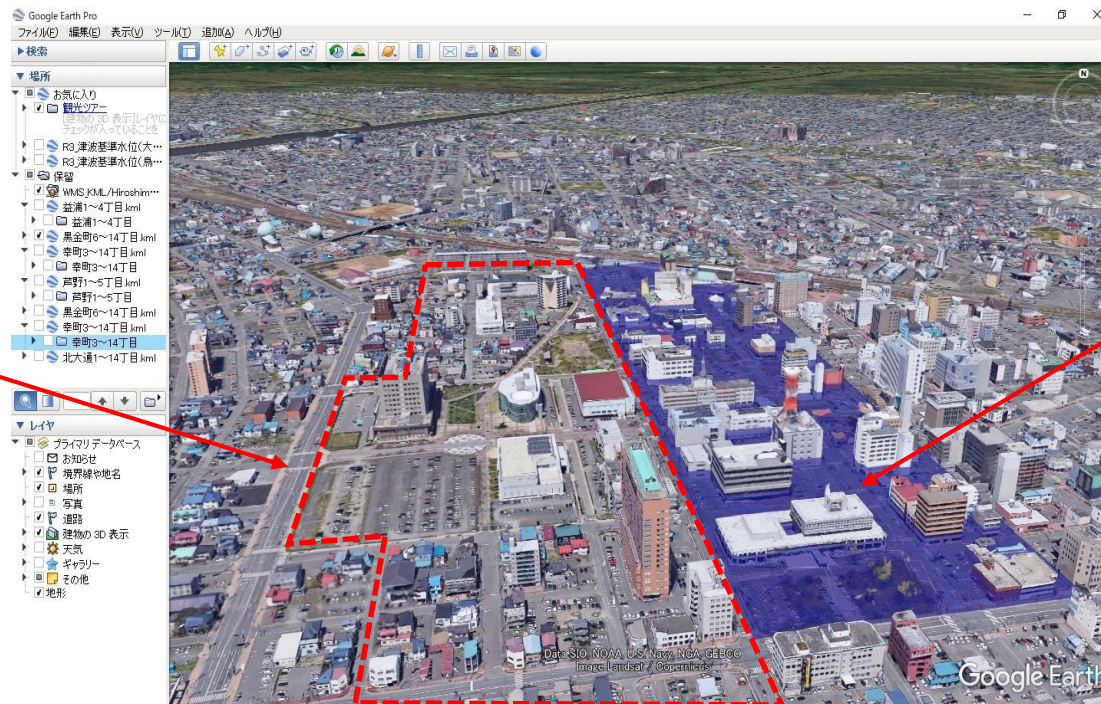 Google Earth Pro
ファイル(F) 編集(E) 表示(V) ツール(T) 追加(A) ヘルプ(H)
検索
場所
お気に入り
観光ツアー
[建物の 3D 表示]レイヤに
チェックが入っていることを
R3_津波基準水位(大…
R3_津波基準水位(鳥…
保留
WMS_KML/Hiroshim…
益浦1~4丁目.kml
益浦1~4丁目
黒金町6~14丁目.kml
幸町3~14丁目.kml
幸町3~14丁目
芦野1~5丁目.kml
芦野1~5丁目
黒金町6~14丁目.kml
幸町3~14丁目.kml
幸町3~14丁目
北大通1~14丁目.kml
レイヤ
プライマリ データベース
お知らせ
境界線や地名
場所
写真
道路
建物の 3D 表示
天気
ギャラリー
その他
地形
N
Data SIO, NOAA, U.S. Navy, NGA, GEBCO
Image Landsat / Copernicus
Google Earth